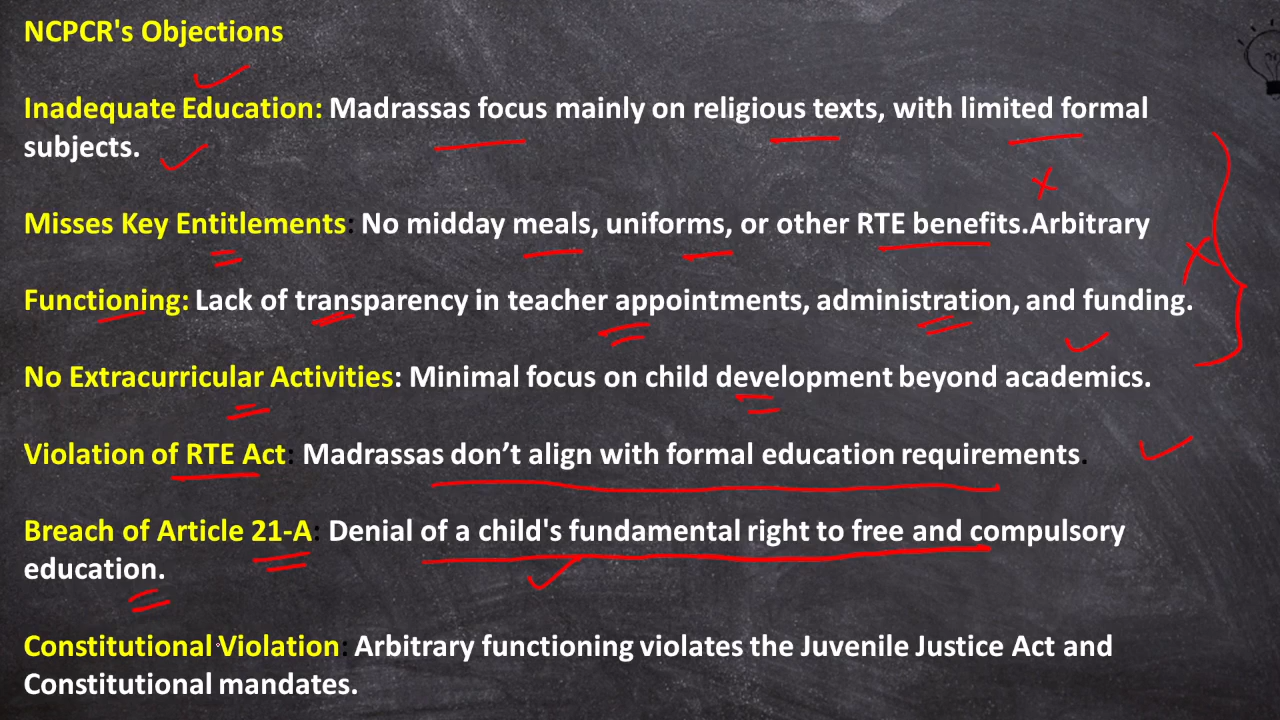 NCPCR's Objections
Inadequate Education: Madrassas focus mainly on religious texts, with limited formal
subjects.
Misses Key Entitlements: No midday meals, uniforms, or other RTE benefits.Arbitrary
Functioning: Lack of transparency in teacher appointments, administration, and funding.
No Extracurricular Activities: Minimal focus on child development beyond academics.
Violation of RTE Act: Madrassas don’t align with formal education requirements.
Breach of Article 21-A: Denial of a child's fundamental right to free and compulsory
education.
Constitutional Violation: Arbitrary functioning violates the Juvenile Justice Act and
Constitutional mandates.